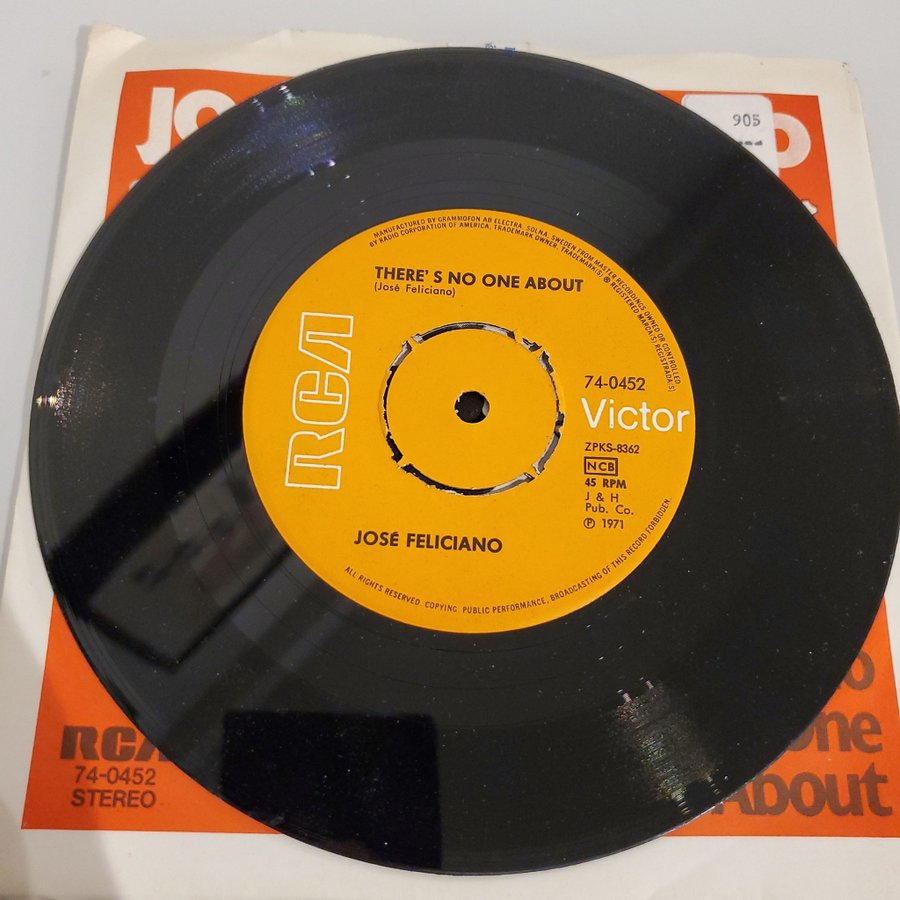 JO
O
905
MANUFACTURED BY GRAMMOFON AB ELECTRA, SOLNA, SWEDEN FROM MASTER RECORDINGS OWNED OR CONTROLLED
BY RADIO CORPORATION OF AMERICA, TRADEMARK OWNER. TRADEMARK(S) ® REGISTERED MARCA(S) REGISTRADA(S)
THERE' S NO ONE ABOUT
(José Feliciano)
RCA
74-0452
Victor
ZPKS-8362
NCB
45 RPM
J & H
Pub. Co.
℗ 1971
JOSÉ FELICIANO
ALL RIGHTS RESERVED. COPYING, PUBLIC PERFORMANCE, BROADCASTING OF THIS RECORD FORBIDDEN.
RCA
74-0452
STEREO
One
About